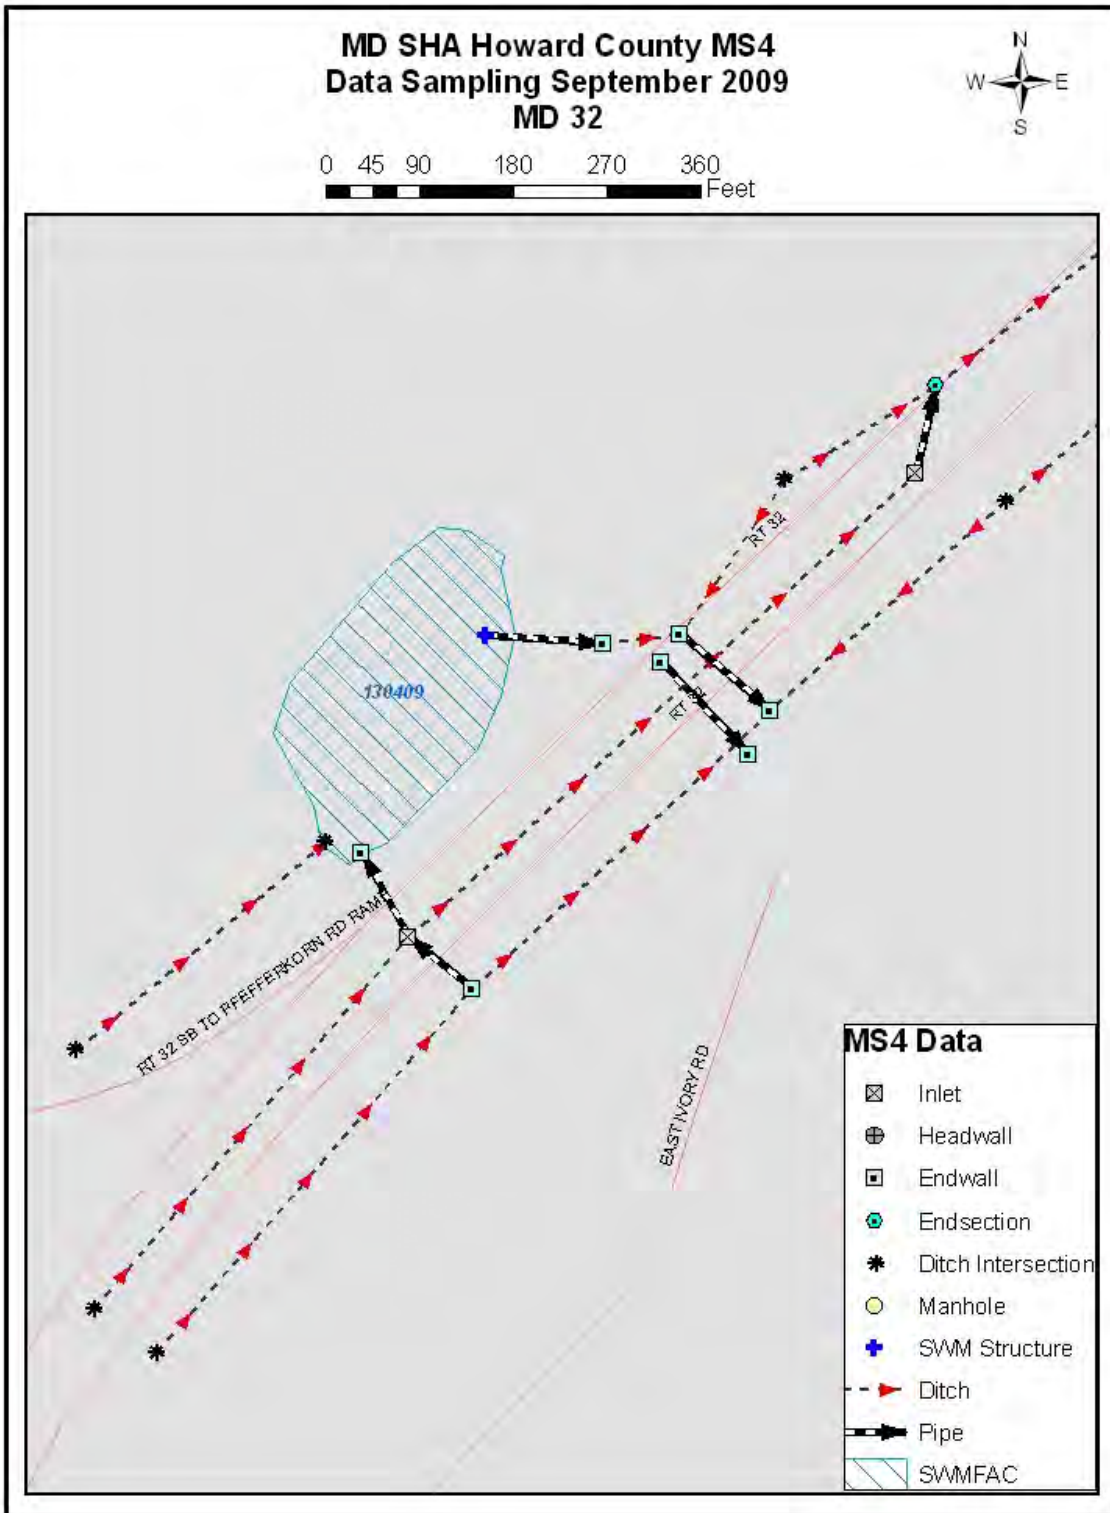 MD SHA Howard County MS4
Data Sampling September 2009
MD 32
N
W E
S
0 45 90 180 270 360
Feet
RT 32
130409
RT 32
RT 32 SB TO PFEFFERKORN RD RAMP
EAST IVORY RD
MS4 Data
Inlet
Headwall
Endwall
Endsection
Ditch Intersection
Manhole
SWM Structure
Ditch
Pipe
SWMFAC